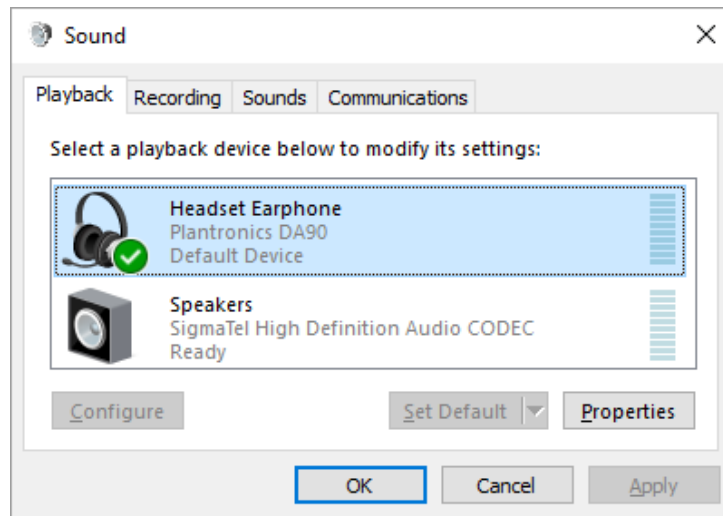 Sound
Playback Recording Sounds Communications
Select a playback device below to modify its settings:
Headset Earphone
Plantronics DA90
Default Device
Speakers
SigmaTel High Definition Audio CODEC
Ready
Configure Set Default Properties
OK Cancel Apply